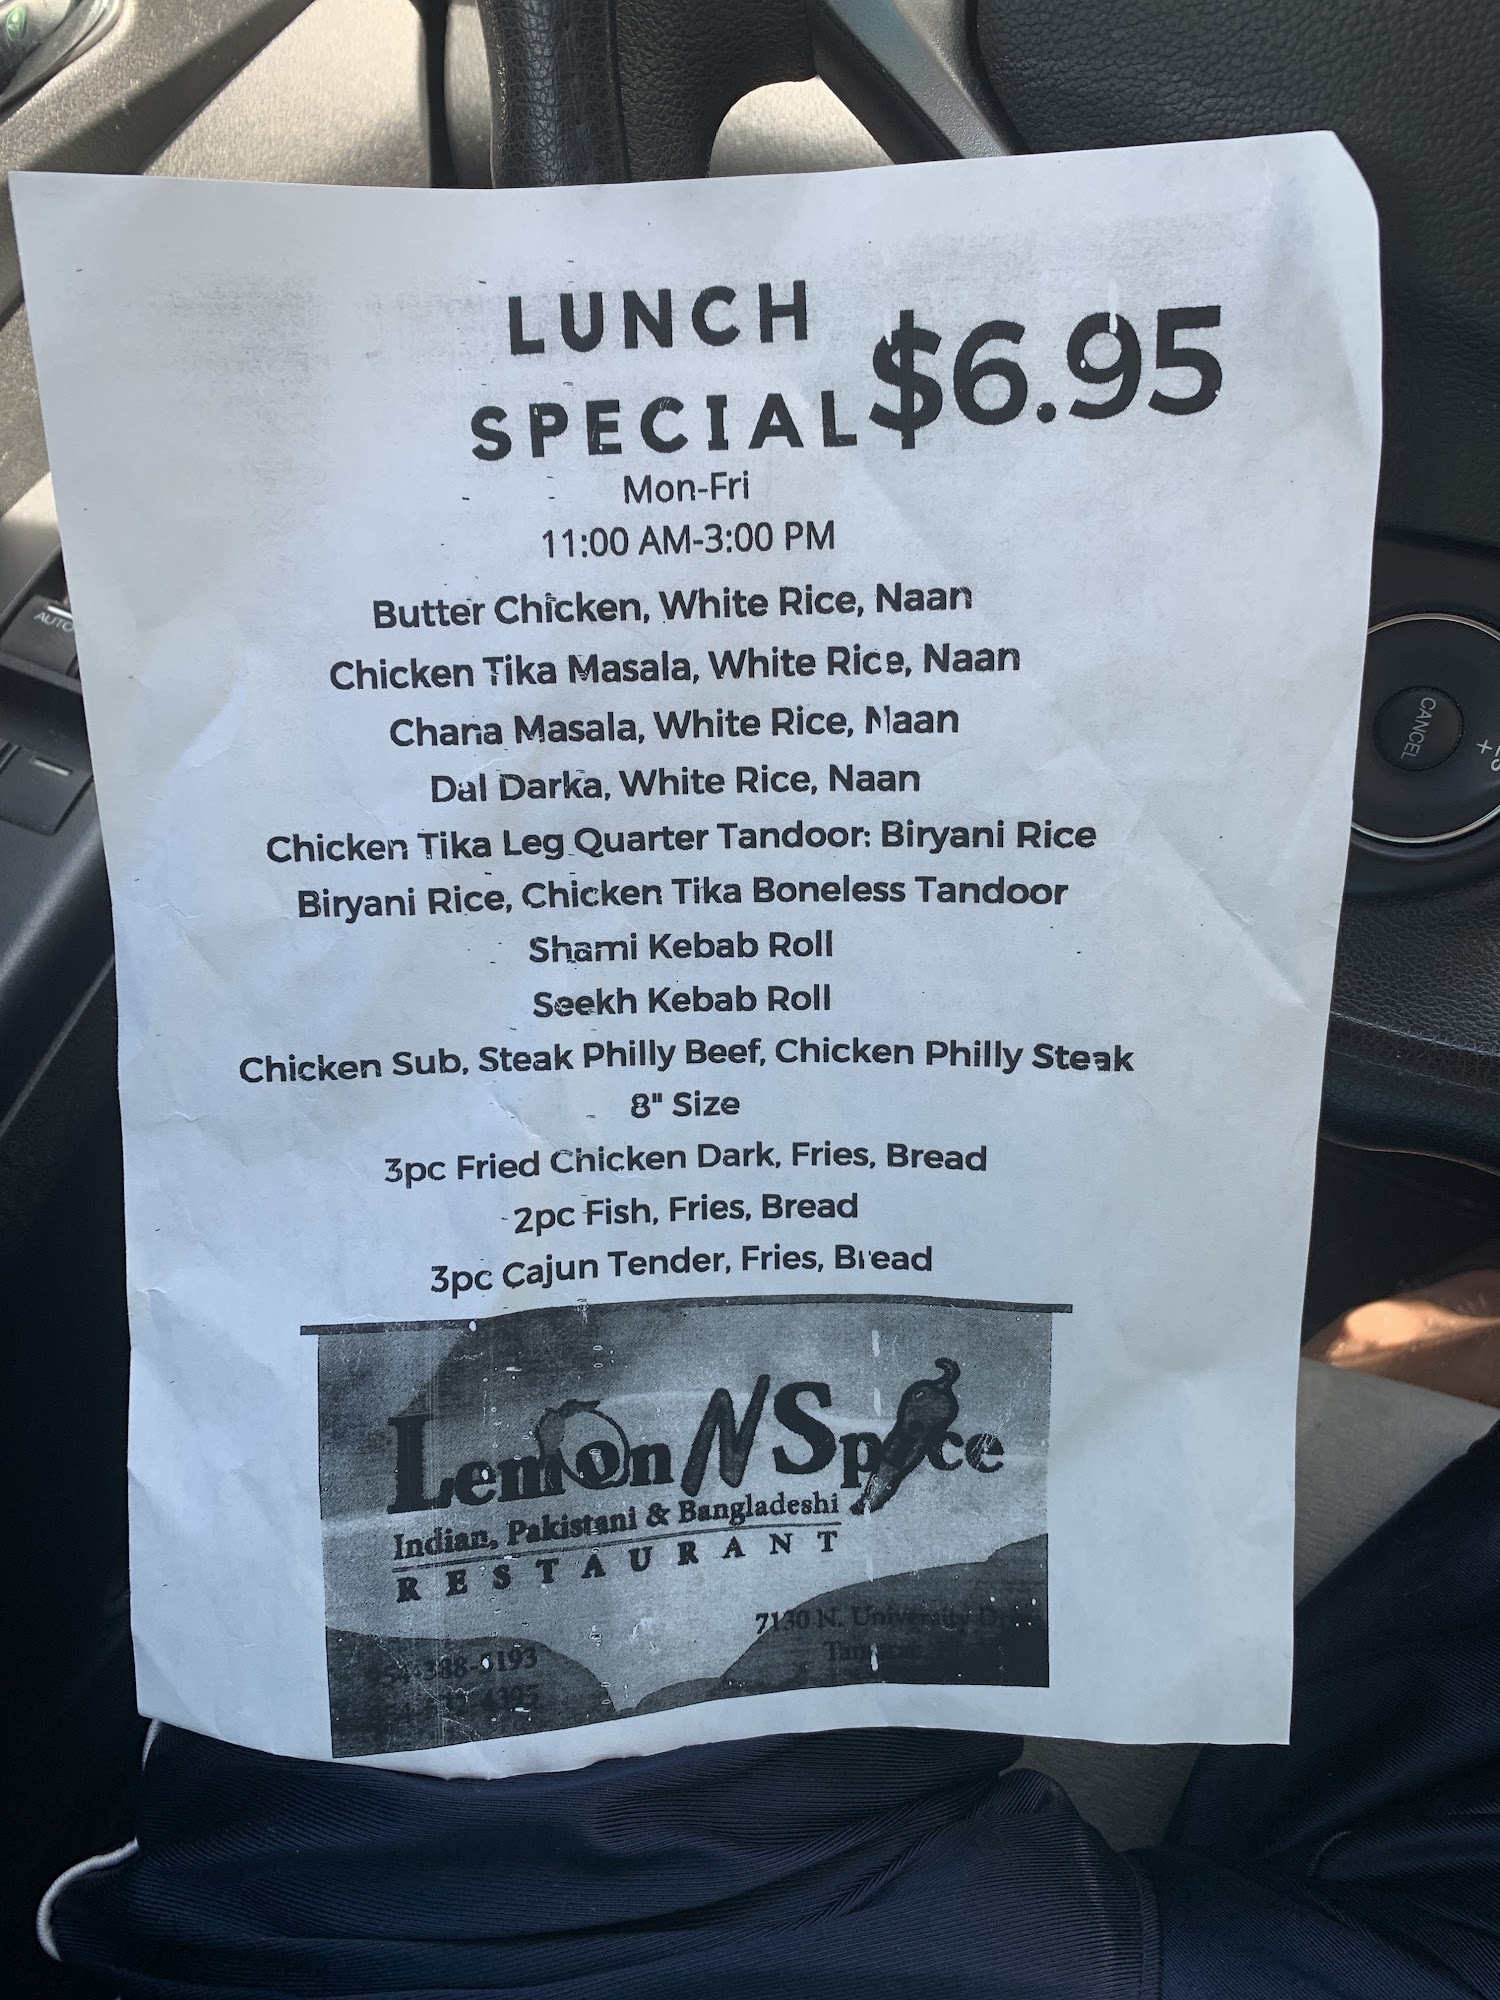 LUNCH
SPECIAL $6.95
Mon-Fri
11:00 AM-3:00 PM
Butter Chicken, White Rice, Naan
Chicken Tika Masala, White Rice, Naan
Chana Masala, White Rice, Naan
Dal Darka, White Rice, Naan
Chicken Tika Leg Quarter Tandoor: Biryani Rice
Biryani Rice, Chicken Tika Boneless Tandoor
Shami Kebab Roll
Seekh Kebab Roll
Chicken Sub, Steak Philly Beef, Chicken Philly Steak
8" Size
3pc Fried Chicken Dark, Fries, Bread
2pc Fish, Fries, Bread
3pc Cajun Tender, Fries, Bread
Lemon N Spice
Indian, Pakistani & Bangladeshi
RESTAURANT
7130 N. University
AUTO
CANCEL